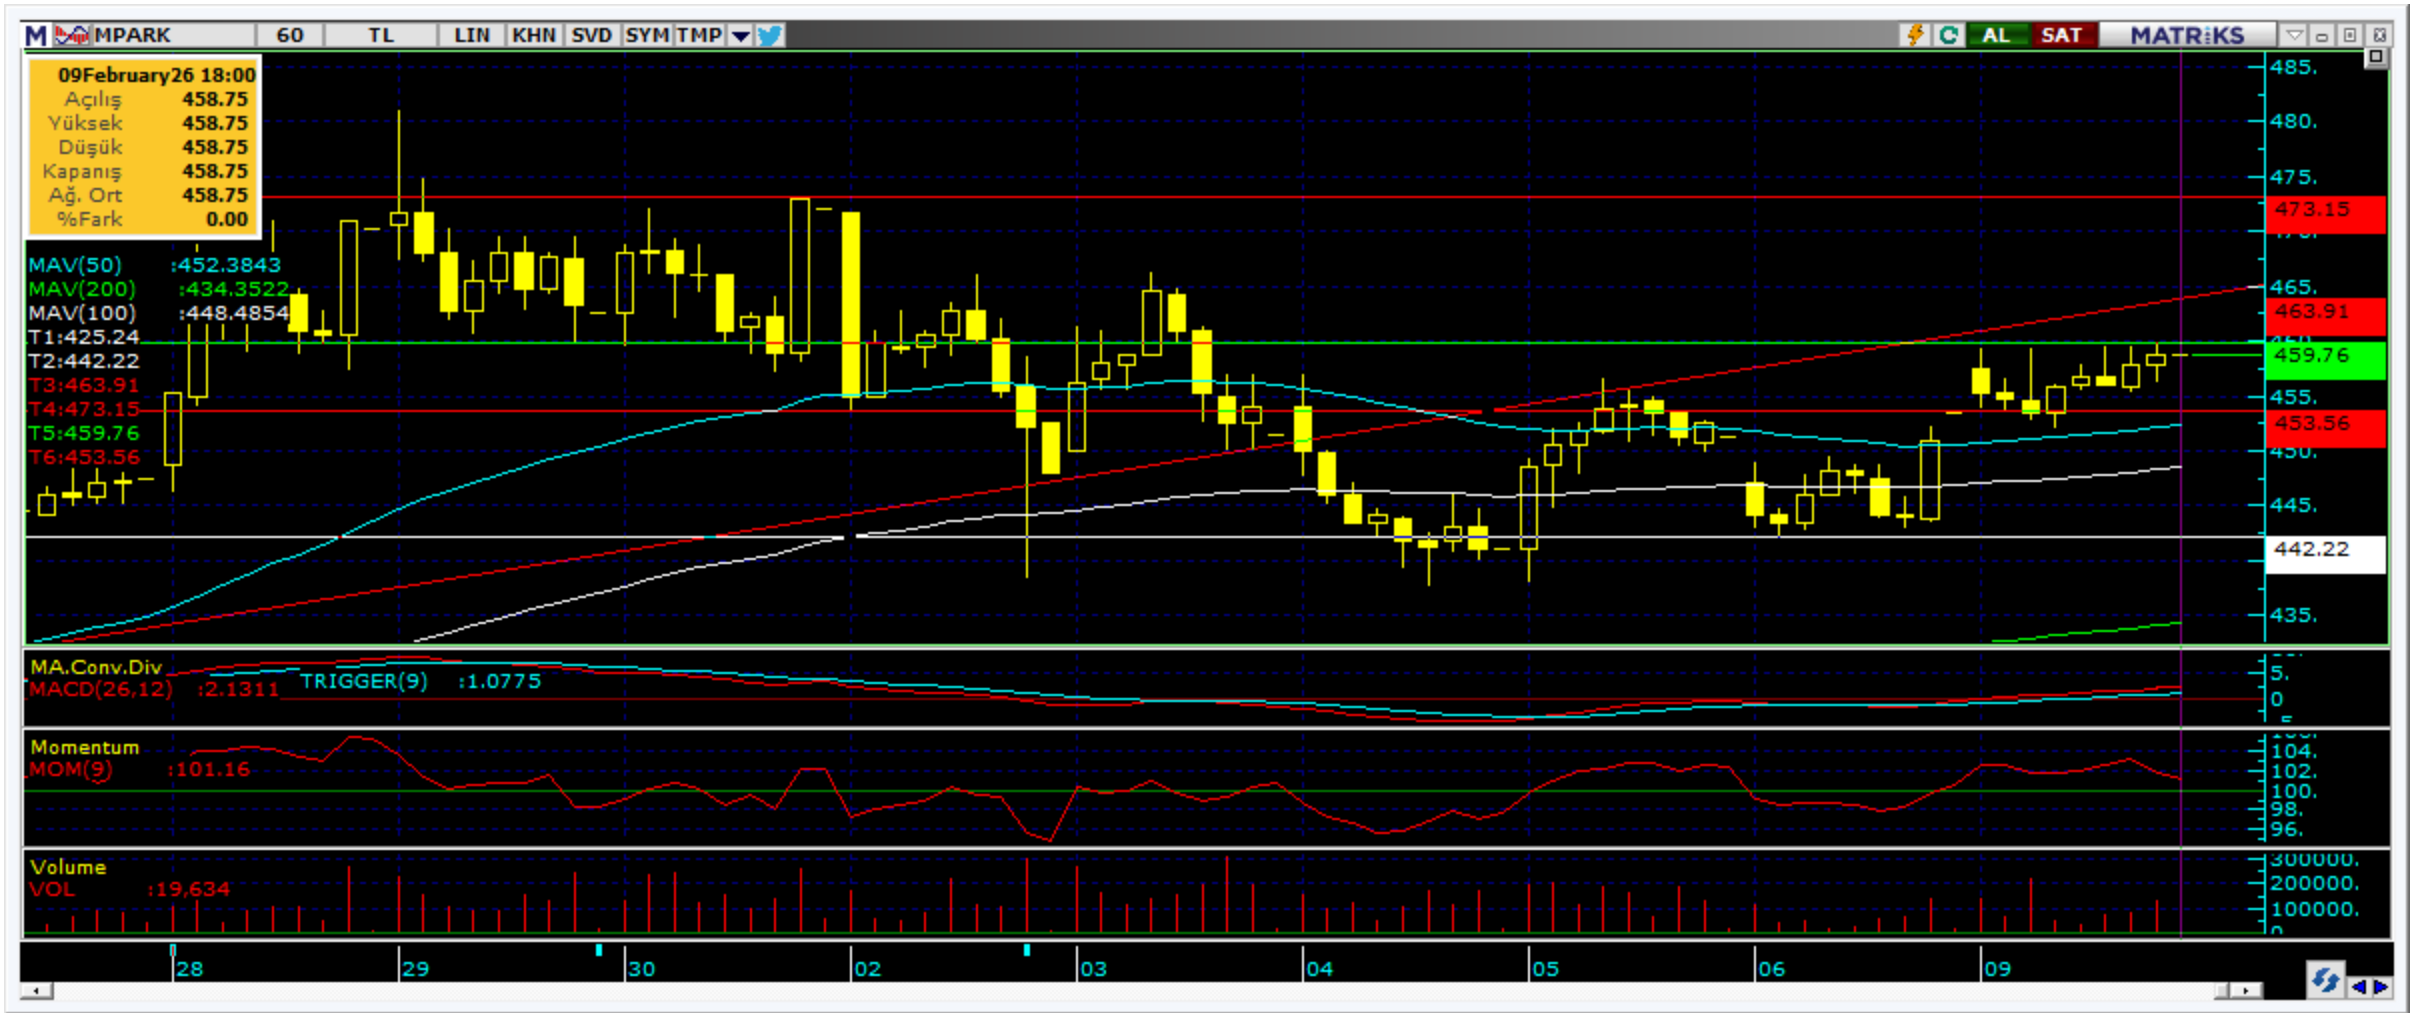 M MPARK 60 TL LIN KHN SVD SYM TMP AL SAT MATRiKS
09February26 18:00
Açılış 458.75
Yüksek 458.75
Düşük 458.75
Kapanış 458.75
Ağ. Ort 458.75
%Fark 0.00
MAV(50) :452.3843
MAV(200) :434.3522
MAV(100) :448.4854
T1:425.24
T2:442.22
T3:463.91
T4:473.15
T5:459.76
T6:453.56
485.
480.
475.
473.15
465.
463.91
459.76
455.
453.56
450.
445.
442.22
435.
MA.Conv.Div
MACD(26,12) :2.1311 TRIGGER(9) :1.0775
5.
0
Momentum
MOM(9) :101.16
104.
102.
100.
98.
96.
Volume
VOL :19,634
300000.
200000.
100000.
0
28 29 30 02 03 04 05 06 09